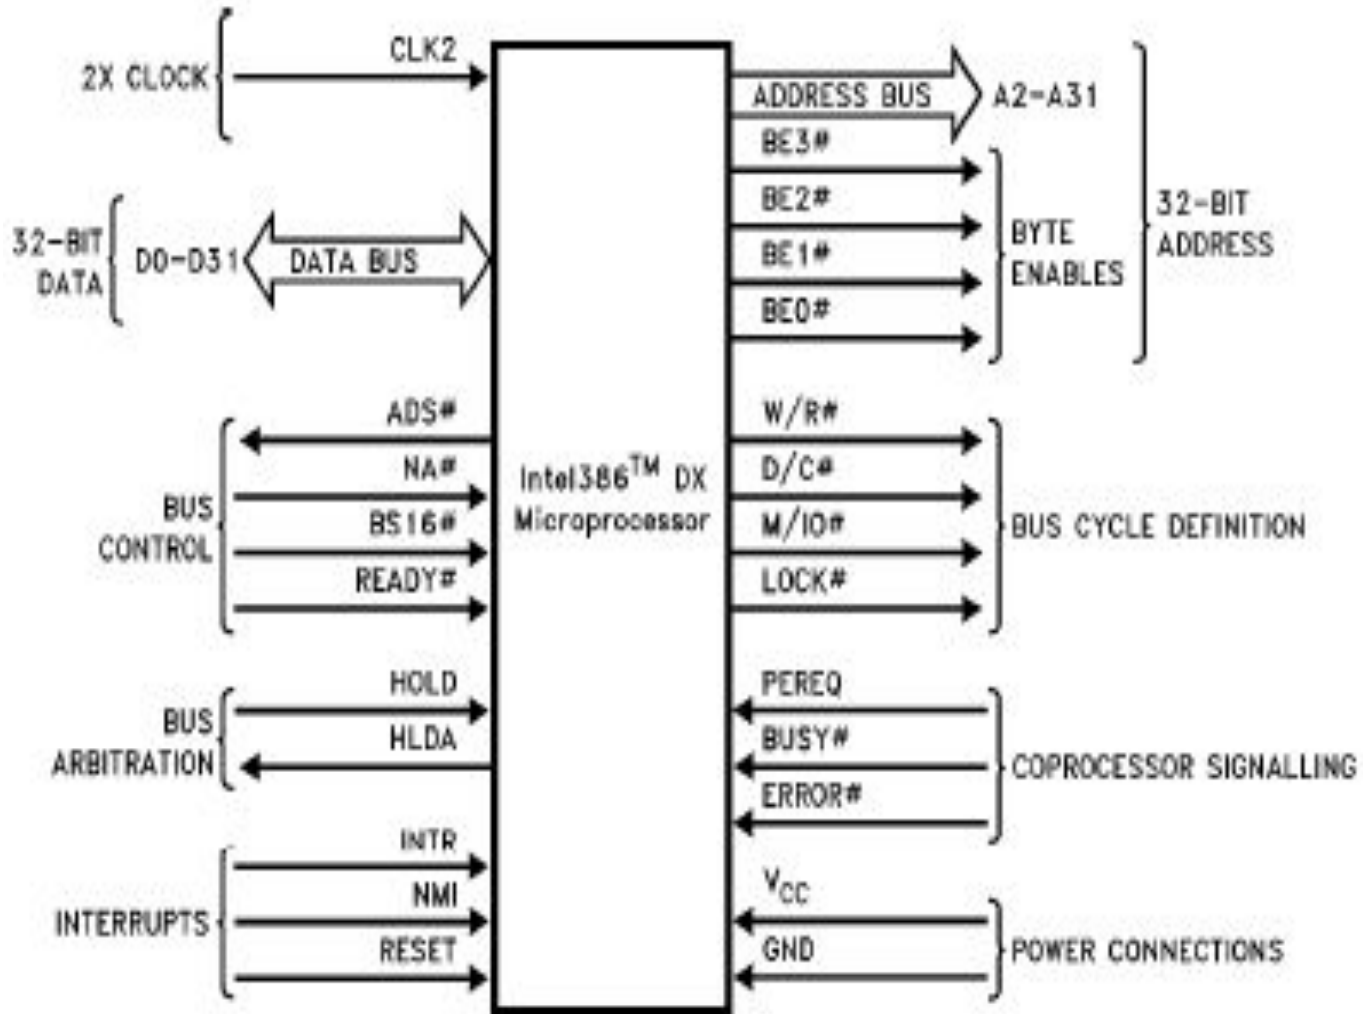 2X CLOCK
CLK2
32-BIT
DATA
D0-D31
DATA BUS
BUS
CONTROL
ADS#
NA#
BS16#
READY#
BUS
ARBITRATION
HOLD
HLDA
INTERRUPTS
INTR
NMI
RESET
Intel386™ DX
Microprocessor
ADDRESS BUS
A2-A31
BE3#
BE2#
BE1#
BE0#
BYTE
ENABLES
32-BIT
ADDRESS
W/R#
D/C#
M/IO#
LOCK#
BUS CYCLE DEFINITION
PEREQ
BUSY#
ERROR#
COPROCESSOR SIGNALLING
VCC
GND
POWER CONNECTIONS